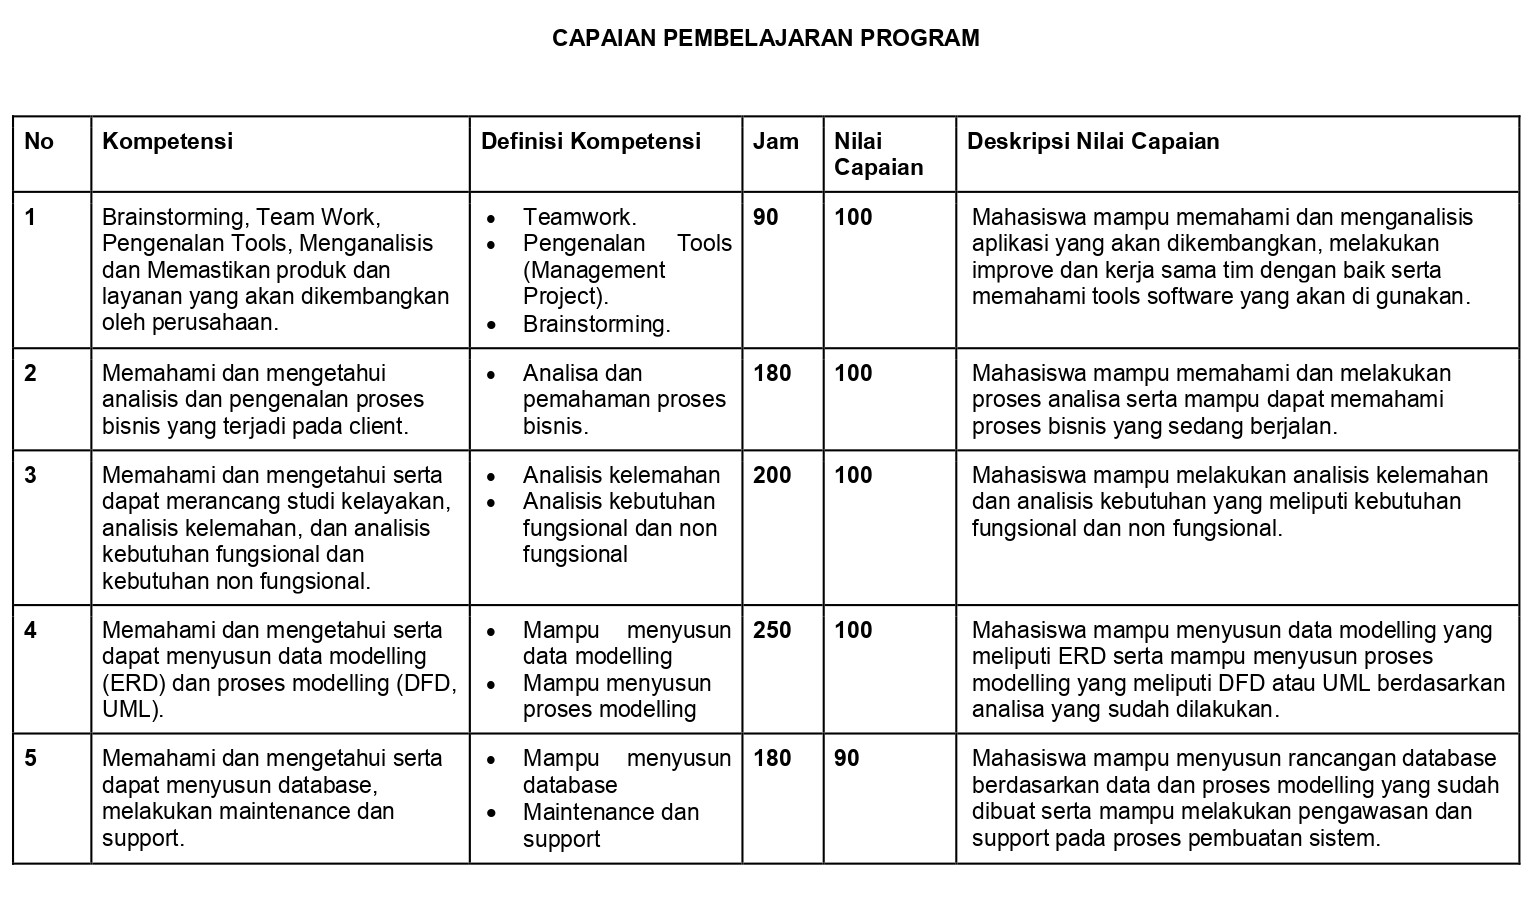 CAPAIAN PEMBELAJARAN PROGRAM
No
Kompetensi
Definisi Kompetensi
Jam
Nilai
Capaian
Deskripsi Nilai Capaian
1
Brainstorming, Team Work,
Pengenalan Tools, Menganalisis
dan Memastikan produk dan
layanan yang akan dikembangkan
oleh perusahaan.
• Teamwork.
• Pengenalan Tools
(Management
Project).
• Brainstorming.
90
100
Mahasiswa mampu memahami dan menganalisis
aplikasi yang akan dikembangkan, melakukan
improve dan kerja sama tim dengan baik serta
memahami tools software yang akan di gunakan.
2
Memahami dan mengetahui
analisis dan pengenalan proses
bisnis yang terjadi pada client.
• Analisa dan
pemahaman proses
bisnis.
180
100
Mahasiswa mampu memahami dan melakukan
proses analisa serta mampu dapat memahami
proses bisnis yang sedang berjalan.
3
Memahami dan mengetahui serta
dapat merancang studi kelayakan,
analisis kelemahan, dan analisis
kebutuhan fungsional dan
kebutuhan non fungsional.
• Analisis kelemahan
• Analisis kebutuhan
fungsional dan non
fungsional
200
100
Mahasiswa mampu melakukan analisis kelemahan
dan analisis kebutuhan yang meliputi kebutuhan
fungsional dan non fungsional.
4
Memahami dan mengetahui serta
dapat menyusun data modelling
(ERD) dan proses modelling (DFD,
UML).
• Mampu menyusun
data modelling
• Mampu menyusun
proses modelling
250
100
Mahasiswa mampu menyusun data modelling yang
meliputi ERD serta mampu menyusun proses
modelling yang meliputi DFD atau UML berdasarkan
analisa yang sudah dilakukan.
5
Memahami dan mengetahui serta
dapat menyusun database,
melakukan maintenance dan
support.
• Mampu menyusun
database
• Maintenance dan
support
180
90
Mahasiswa mampu menyusun rancangan database
berdasarkan data dan proses modelling yang sudah
dibuat serta mampu melakukan pengawasan dan
support pada proses pembuatan sistem.